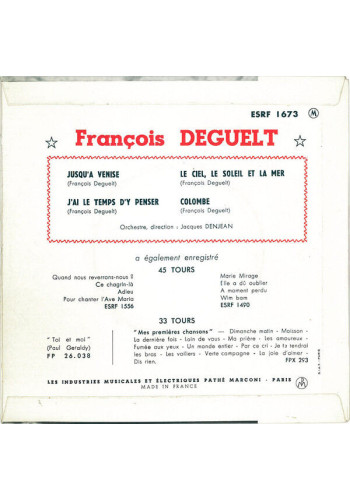 ESRF 1673 M
☆ François DEGUELT ☆
JUSQU'A VENISE
(François Deguelt)
LE CIEL, LE SOLEIL ET LA MER
(François Deguelt)
J'AI LE TEMPS D'Y PENSER
(François Deguelt)
COLOMBE
(François Deguelt)
Orchestre, direction : Jacques DENJEAN
a également enregistré
45 TOURS
Quand nous reverrons-nous ?
Ce chagrin-là
Adieu
Pour chanter l'Ave Maria
ESRF 1556
Marie Mirage
Elle a dû oublier
A moment perdu
Wim bom
ESRF 1490
33 TOURS
"Toi et moi"
(Paul Geraldy)
FP 26.038
"Mes premières chansons" — Dimanche matin - Maison -
La dernière fois - Loin de vous - Ma prière - Les amoureux -
Fumée aux yeux - Un monde entier - Par ce cri - Je te tendrai
les bras - Les voiliers - Verte campagne - La joie d'aimer -
Dis rien.
FPX 293
LES INDUSTRIES MUSICALES ET ÉLECTRIQUES PATHÉ MARCONI - PARIS
MADE IN FRANCE